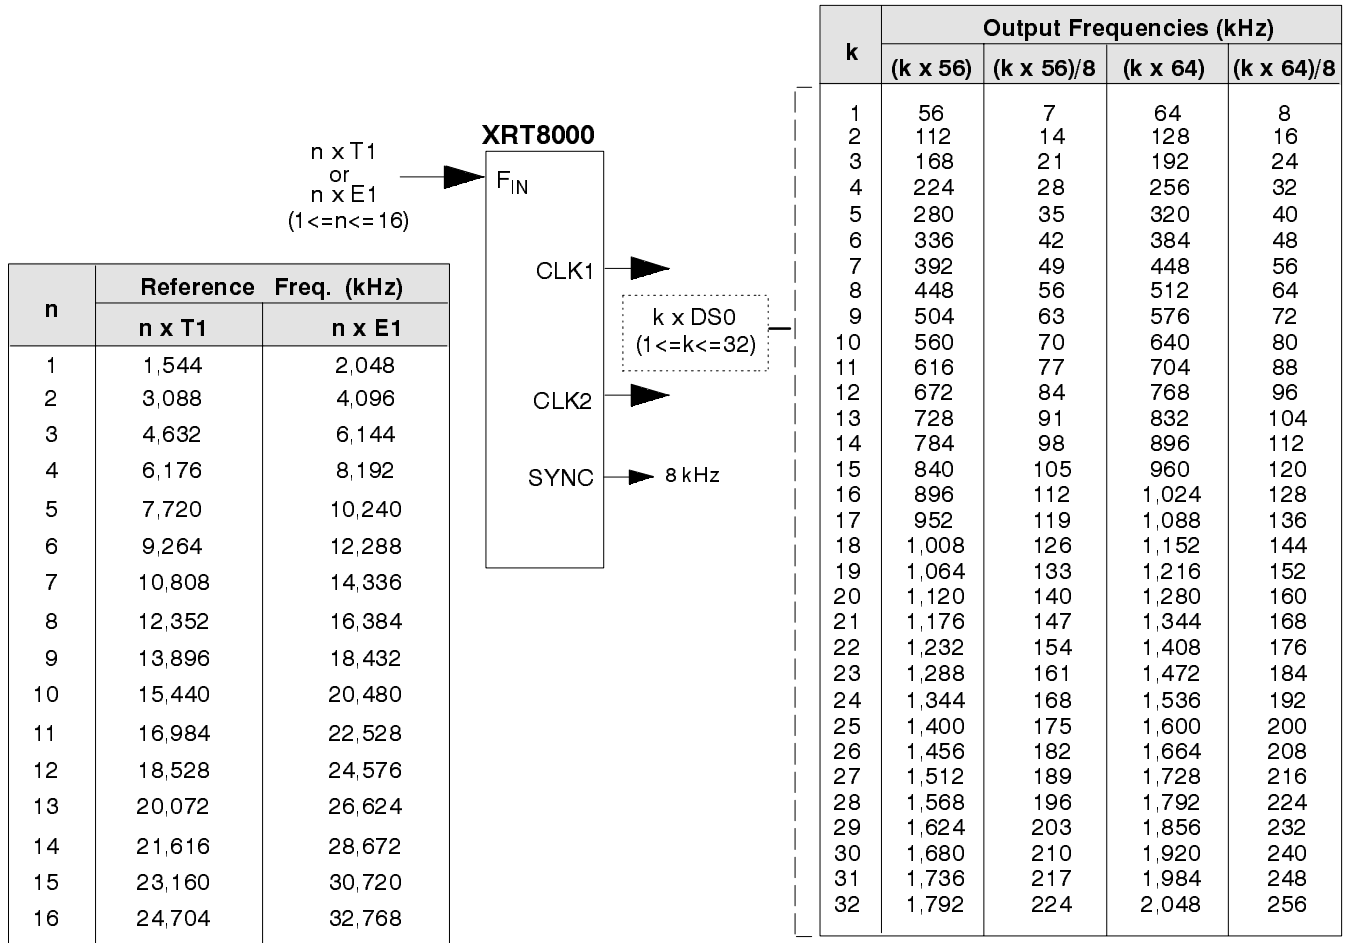 XRT8000
n x T1
or
n x E1
(1<=n<=16)
FIN
CLK1
k x DS0
(1<=k<=32)
CLK2
SYNC
8 kHz
n Reference Freq. (kHz)
n x T1 n x E1
1 1,544 2,048
2 3,088 4,096
3 4,632 6,144
4 6,176 8,192
5 7,720 10,240
6 9,264 12,288
7 10,808 14,336
8 12,352 16,384
9 13,896 18,432
10 15,440 20,480
11 16,984 22,528
12 18,528 24,576
13 20,072 26,624
14 21,616 28,672
15 23,160 30,720
16 24,704 32,768
k Output Frequencies (kHz)
(k x 56) (k x 56)/8 (k x 64) (k x 64)/8
1 56 7 64 8
2 112 14 128 16
3 168 21 192 24
4 224 28 256 32
5 280 35 320 40
6 336 42 384 48
7 392 49 448 56
8 448 56 512 64
9 504 63 576 72
10 560 70 640 80
11 616 77 704 88
12 672 84 768 96
13 728 91 832 104
14 784 98 896 112
15 840 105 960 120
16 896 112 1,024 128
17 952 119 1,088 136
18 1,008 126 1,152 144
19 1,064 133 1,216 152
20 1,120 140 1,280 160
21 1,176 147 1,344 168
22 1,232 154 1,408 176
23 1,288 161 1,472 184
24 1,344 168 1,536 192
25 1,400 175 1,600 200
26 1,456 182 1,664 208
27 1,512 189 1,728 216
28 1,568 196 1,792 224
29 1,624 203 1,856 232
30 1,680 210 1,920 240
31 1,736 217 1,984 248
32 1,792 224 2,048 256